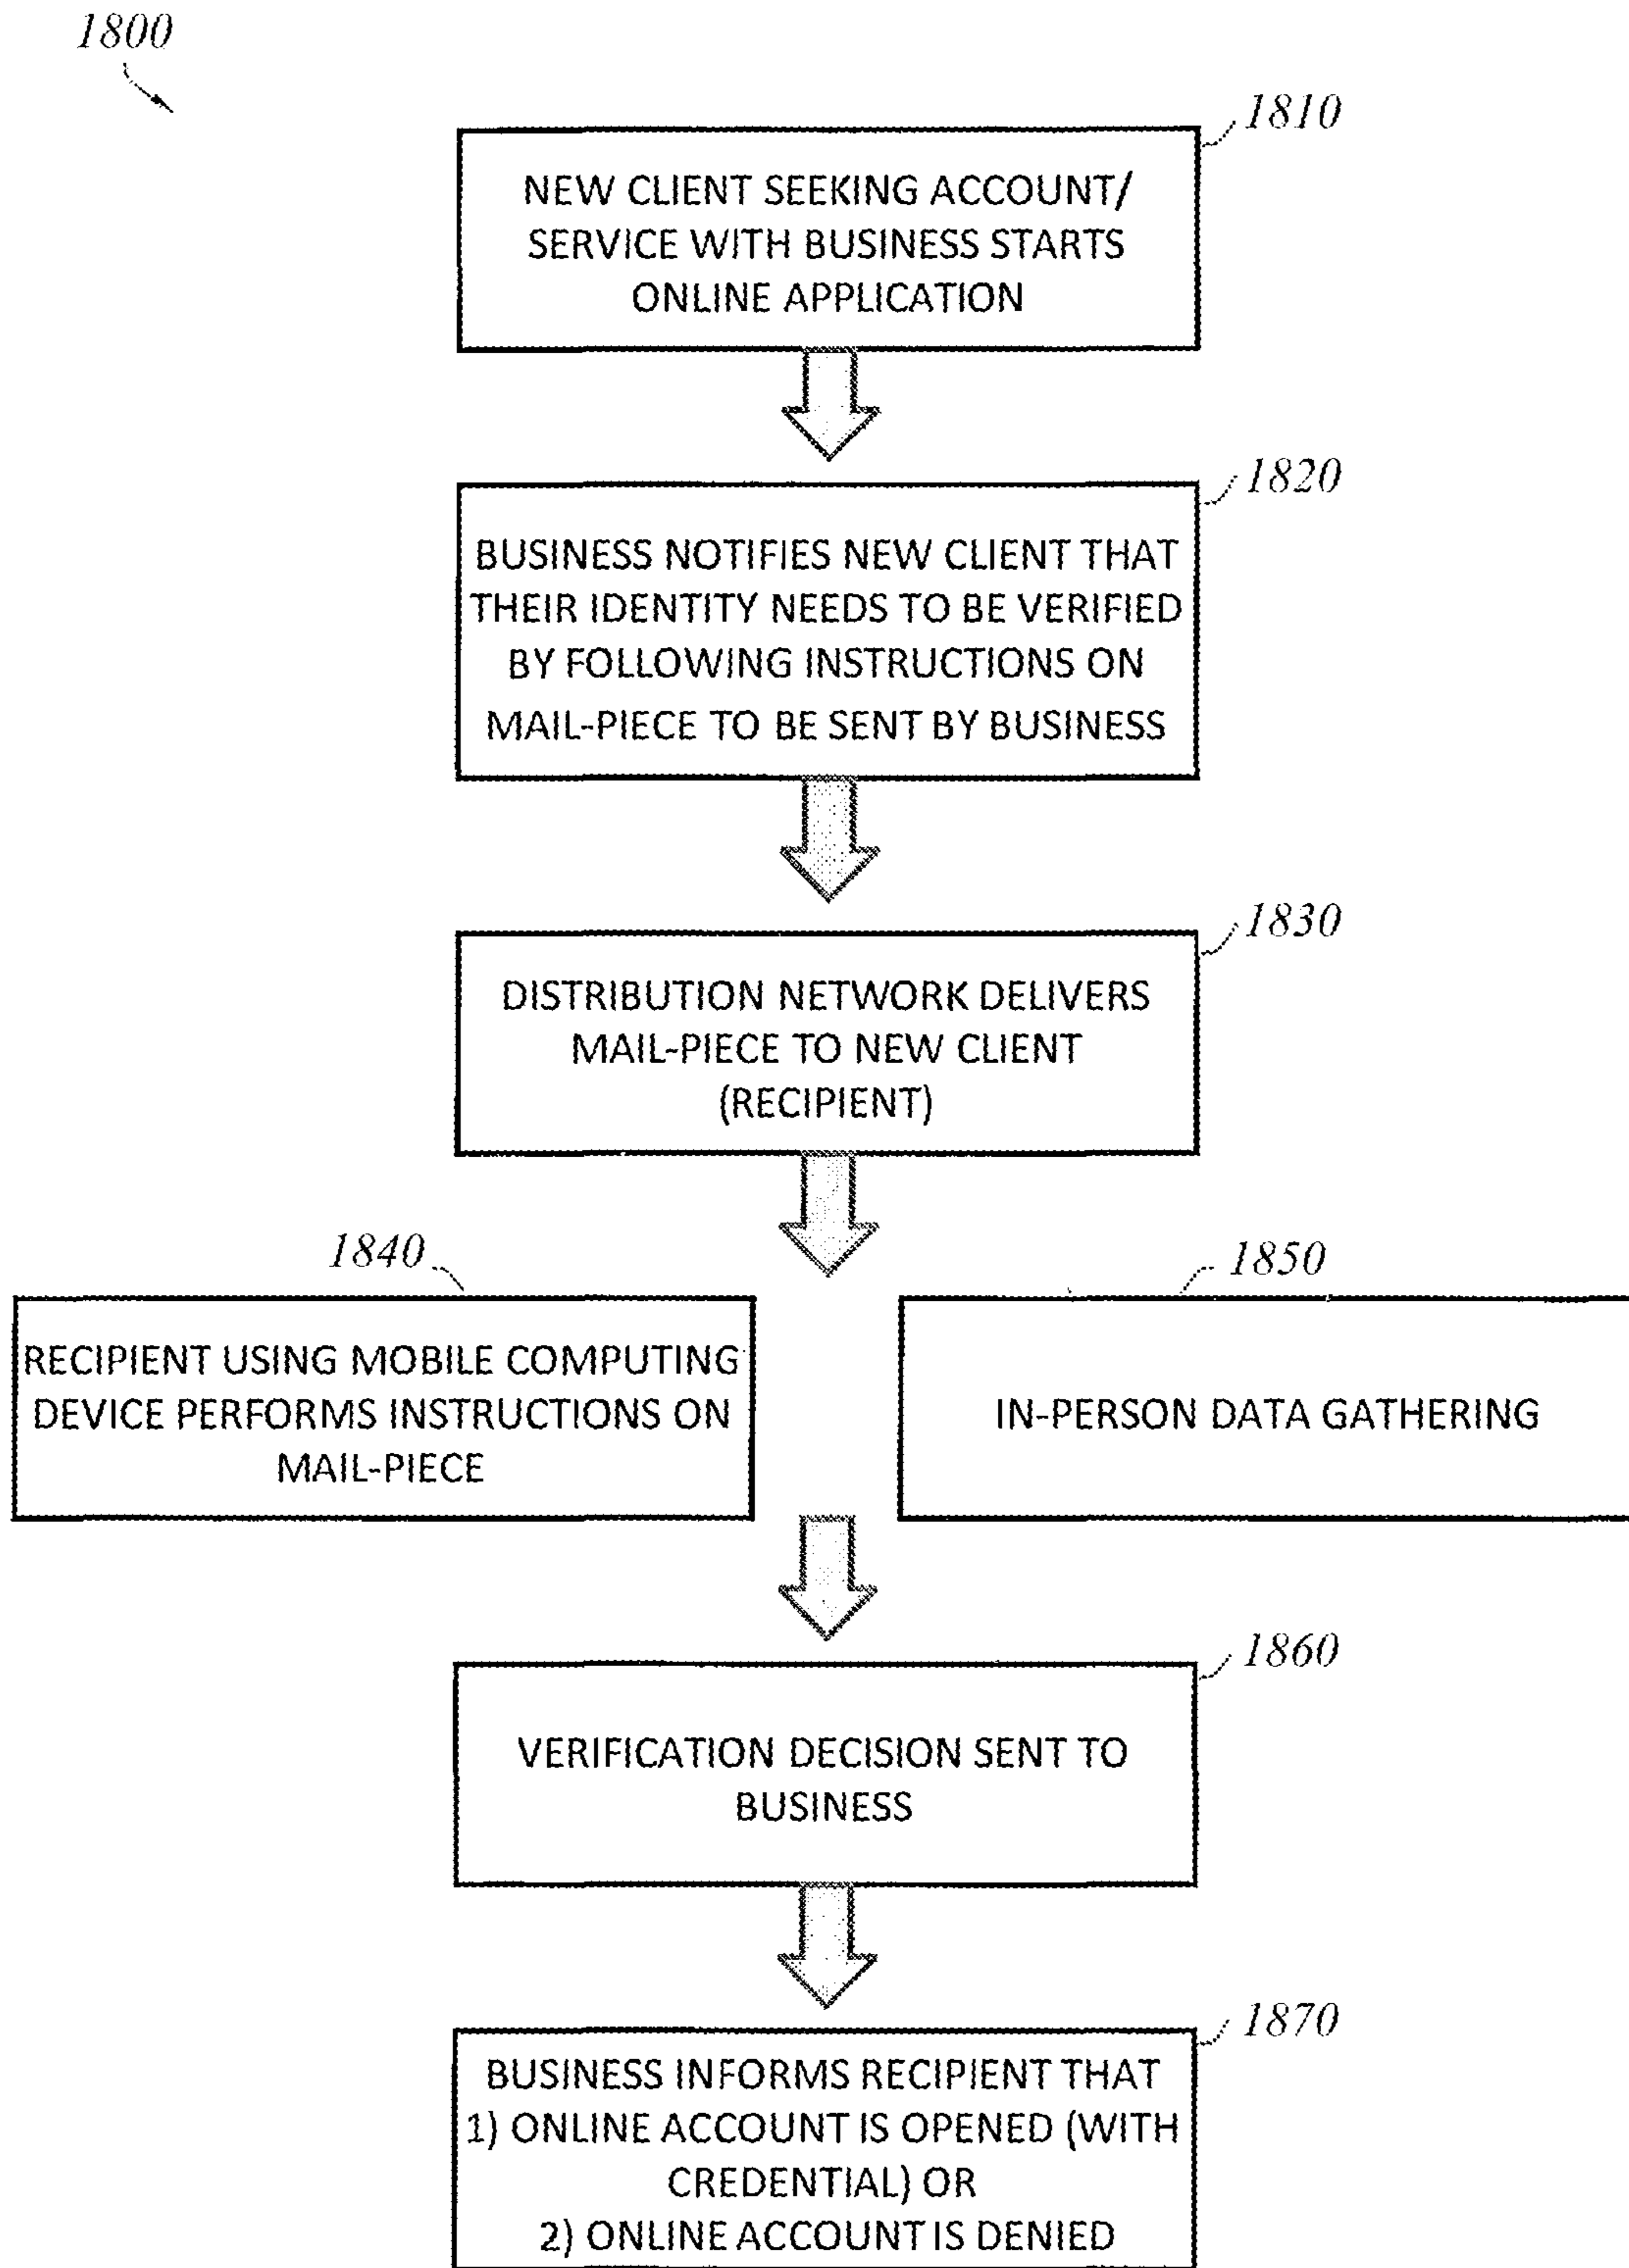 1800
1810
NEW CLIENT SEEKING ACCOUNT/
SERVICE WITH BUSINESS STARTS
ONLINE APPLICATION
1820
BUSINESS NOTIFIES NEW CLIENT THAT
THEIR IDENTITY NEEDS TO BE VERIFIED
BY FOLLOWING INSTRUCTIONS ON
MAIL-PIECE TO BE SENT BY BUSINESS
1830
DISTRIBUTION NETWORK DELIVERS
MAIL-PIECE TO NEW CLIENT
(RECIPIENT)
1840
RECIPIENT USING MOBILE COMPUTING
DEVICE PERFORMS INSTRUCTIONS ON
MAIL-PIECE
1850
IN-PERSON DATA GATHERING
1860
VERIFICATION DECISION SENT TO
BUSINESS
1870
BUSINESS INFORMS RECIPIENT THAT
1) ONLINE ACCOUNT IS OPENED (WITH
CREDENTIAL) OR
2) ONLINE ACCOUNT IS DENIED